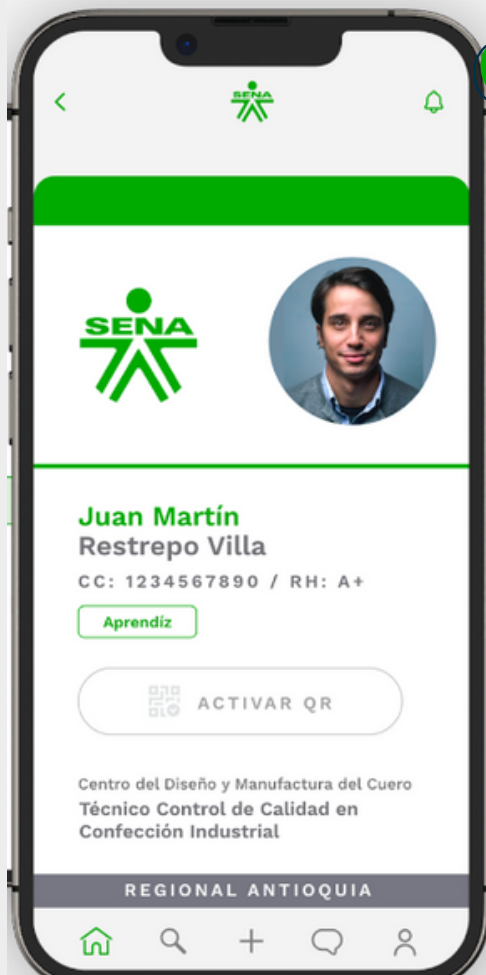 SENA
SENA
Juan Martín
Restrepo Villa
CC: 1234567890 / RH: A+
Aprendíz
ACTIVAR QR
Centro del Diseño y Manufactura del Cuero
Técnico Control de Calidad en
Confección Industrial
REGIONAL ANTIOQUIA